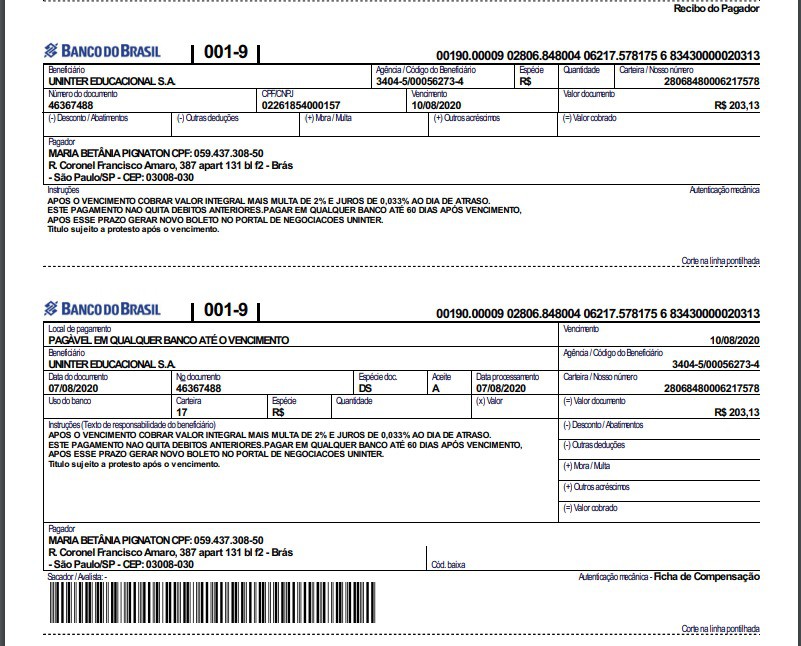 Recibo do Pagador
BANCO DO BRASIL 001-9 00190.00009 02806.848004 06217.578175 6 83430000020313
Beneficiário Agência / Código do Beneficiário Espécie Quantidade Carteira / Nosso número
UNINTER EDUCACIONAL S.A. 3404-5/00056273-4 R$ 28068480006217578
Número do documento CPF/CNPJ Vencimento Valor documento
46367488 02261854000157 10/08/2020 R$ 203,13
(-) Desconto / Abatimentos (-) Outras deduções (+) Mora / Multa (+) Outros acréscimos (=) Valor cobrado
Pagador
MARIA BETÂNIA PIGNATON CPF: 059.437.308-50
R. Coronel Francisco Amaro, 387 apart 131 bl f2 - Brás
- São Paulo/SP - CEP: 03008-030
Instruções Autenticação mecânica
APOS O VENCIMENTO COBRAR VALOR INTEGRAL MAIS MULTA DE 2% E JUROS DE 0,033% AO DIA DE ATRASO.
ESTE PAGAMENTO NAO QUITA DEBITOS ANTERIORES.PAGAR EM QUALQUER BANCO ATÉ 60 DIAS APÓS VENCIMENTO,
APOS ESSE PRAZO GERAR NOVO BOLETO NO PORTAL DE NEGOCIACOES UNINTER.
Titulo sujeito a protesto após o vencimento.
Corte na linha pontilhada
BANCO DO BRASIL 001-9 00190.00009 02806.848004 06217.578175 6 83430000020313
Local de pagamento Vencimento
PAGÁVEL EM QUALQUER BANCO ATÉ O VENCIMENTO 10/08/2020
Beneficiário Agência / Código do Beneficiário
UNINTER EDUCACIONAL S.A. 3404-5/00056273-4
Data do documento No documento Espécie doc. Aceite Data processamento Carteira / Nosso número
07/08/2020 46367488 DS A 07/08/2020 28068480006217578
Uso do banco Carteira Espécie Quantidade (x) Valor (=) Valor documento
17 R$ R$ 203,13
Instruções (Texto de responsabilidade do beneficiário) (-) Desconto / Abatimentos
APOS O VENCIMENTO COBRAR VALOR INTEGRAL MAIS MULTA DE 2% E JUROS DE 0,033% AO DIA DE ATRASO.
ESTE PAGAMENTO NAO QUITA DEBITOS ANTERIORES.PAGAR EM QUALQUER BANCO ATÉ 60 DIAS APÓS VENCIMENTO, (-) Outras deduções
APOS ESSE PRAZO GERAR NOVO BOLETO NO PORTAL DE NEGOCIACOES UNINTER.
Titulo sujeito a protesto após o vencimento. (+) Mora / Multa
(+) Outros acréscimos
(=) Valor cobrado
Pagador
MARIA BETÂNIA PIGNATON CPF: 059.437.308-50
R. Coronel Francisco Amaro, 387 apart 131 bl f2 - Brás
- São Paulo/SP - CEP: 03008-030 Cód. baixa
Sacador / Avalista: - Autenticação mecânica - Ficha de Compensação
Corte na linha pontilhada